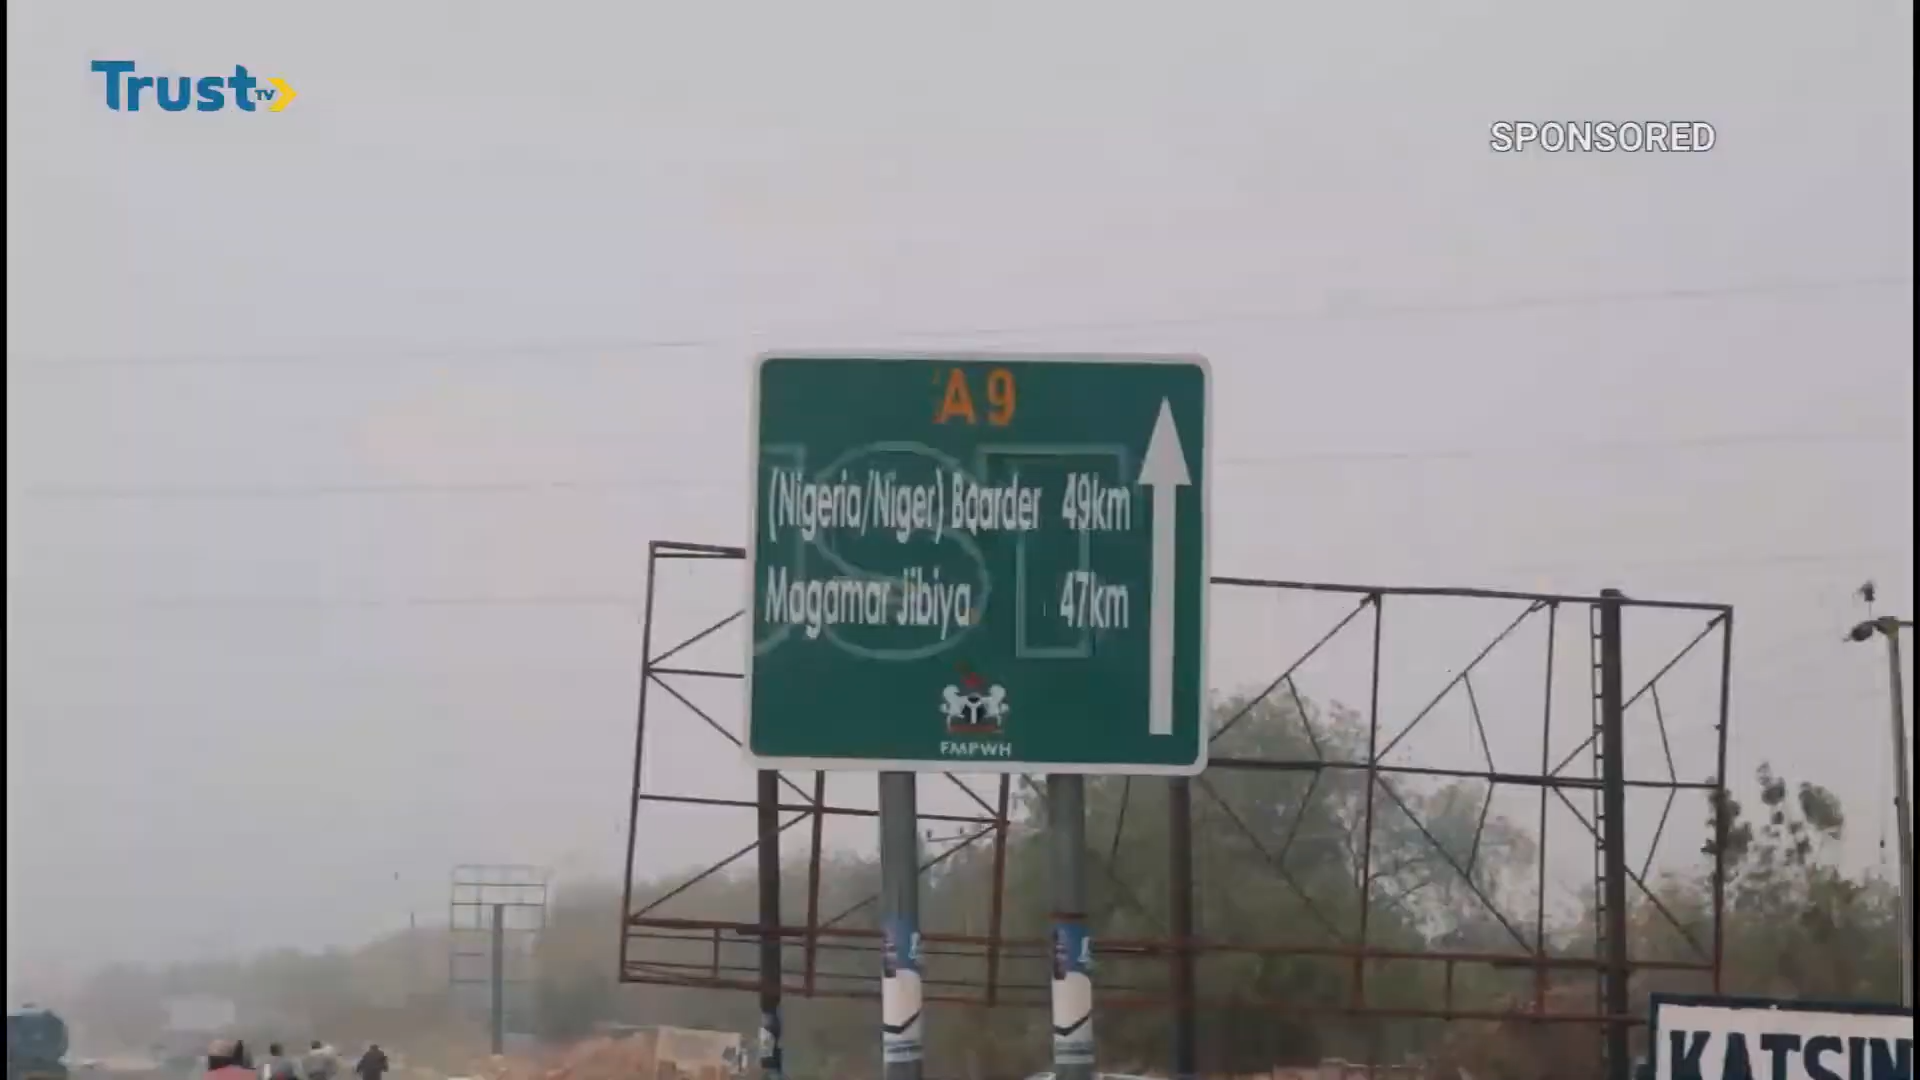 Trust TV
SPONSORED
A9
(Nigeria/Niger) Boarder 49km
Magamar Jibiya 47km
FMPWH
KATSIN